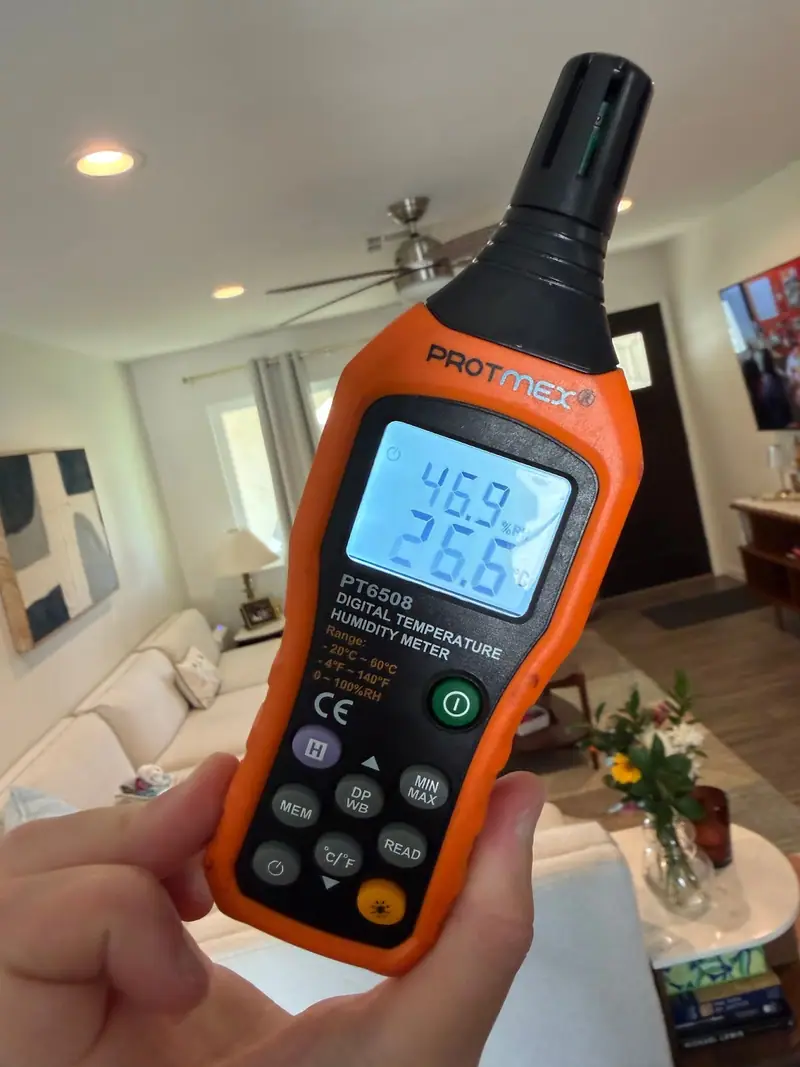 PROTMEX®
46.9 %RH
26.6 °C
PT6508
DIGITAL TEMPERATURE
HUMIDITY METER
Range:
-20°C ~ 60°C
-4°F ~ 140°F
0 ~ 100%RH
CE
H
MEM
DP
WB
MIN
MAX
°C/°F
READ